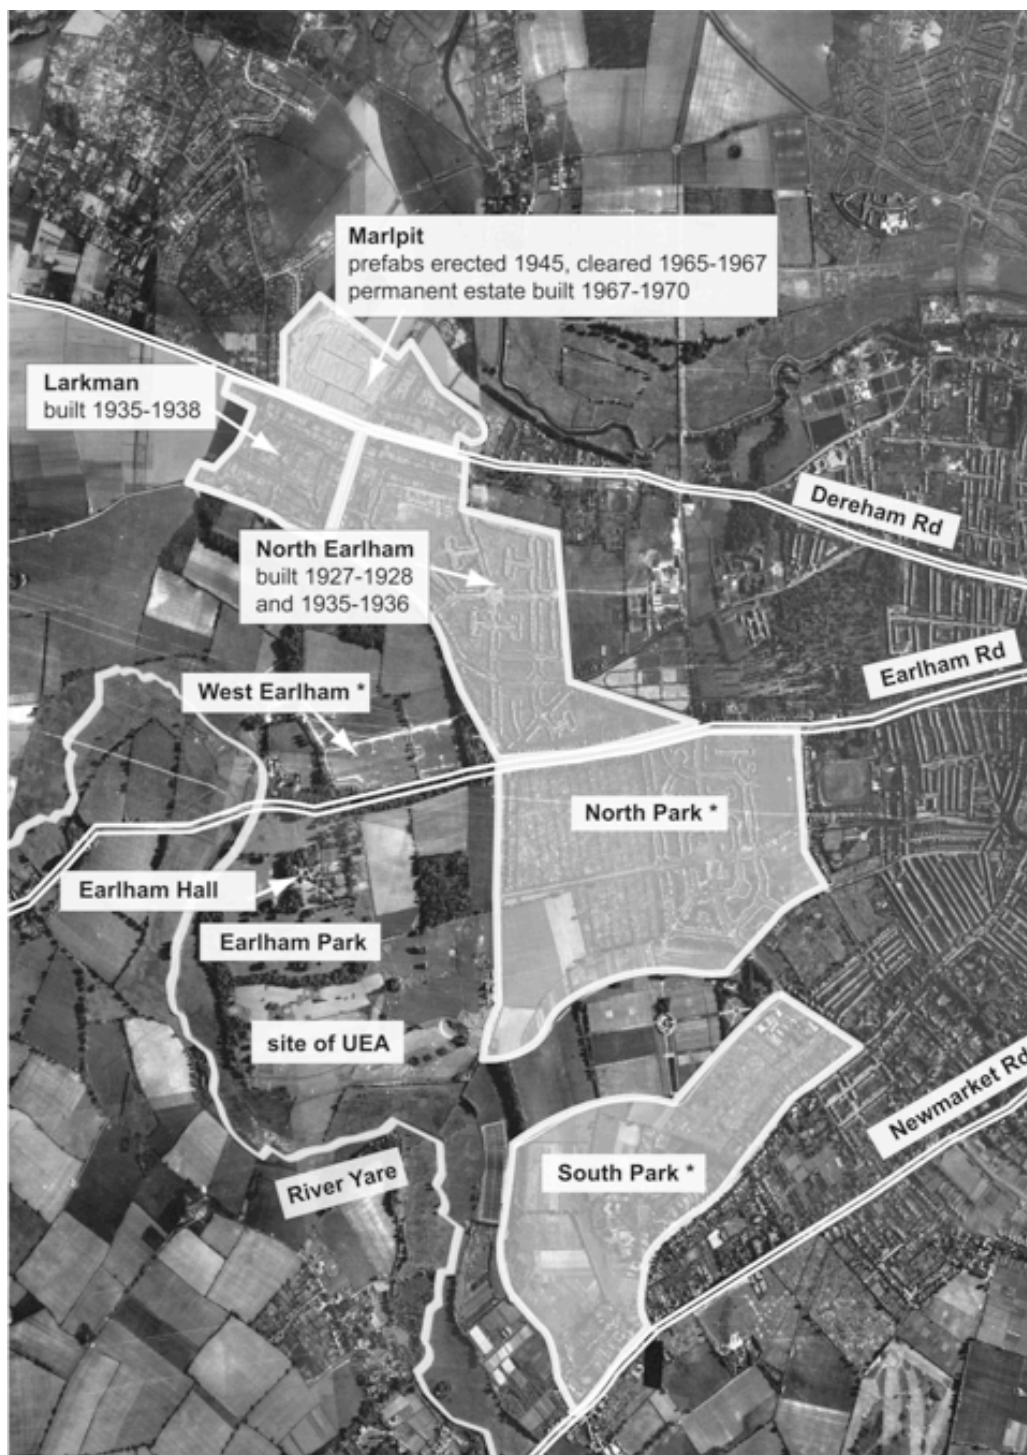 Marlpit
prefabs erected 1945, cleared 1965-1967
permanent estate built 1967-1970
Larkman
built 1935-1938
Dereham Rd
North Earlham
built 1927-1928
and 1935-1936
Earlham Rd
West Earlham *
North Park *
Earlham Hall
Earlham Park
site of UEA
Newmarket Rd
South Park *
River Yare